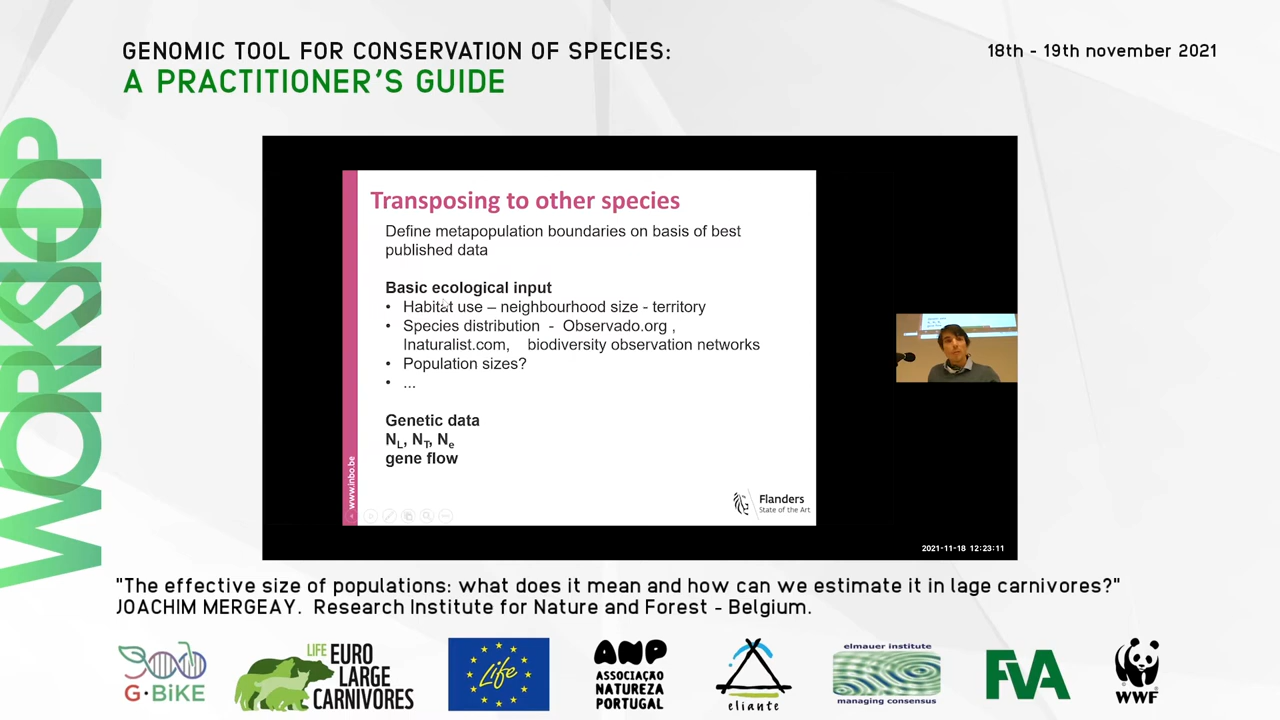 GENOMIC TOOL FOR CONSERVATION OF SPECIES:
18th - 19th november 2021
A PRACTITIONER'S GUIDE
WORKSHOP
Transposing to other species
Define metapopulation boundaries on basis of best
published data
Basic ecological input
• Habitat use – neighbourhood size - territory
• Species distribution - Observado.org ,
Inaturalist.com, biodiversity observation networks
• Population sizes?
• ...
Genetic data
NL, NT, Ne
gene flow
www.inbo.be
Flanders
State of the Art
2021-11-18 12:23:11
"The effective size of populations: what does it mean and how can we estimate it in lage carnivores?"
JOACHIM MERGEAY. Research Institute for Nature and Forest - Belgium.
G·BiKE
LIFE EURO
LARGE
CARNIVORES
Life
ANP
ASSOCIAÇÃO
NATUREZA
PORTUGAL
eliante
elmauer institute
managing consensus
FVA
WWF